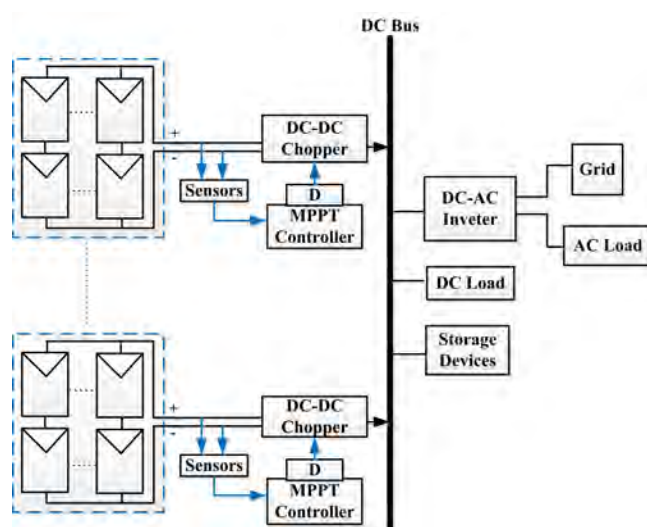 DC Bus
+
-
DC-DC
Chopper
Sensors
D
MPPT
Controller
DC-AC
Inveter
Grid
AC Load
DC Load
Storage
Devices
+
-
DC-DC
Chopper
Sensors
D
MPPT
Controller